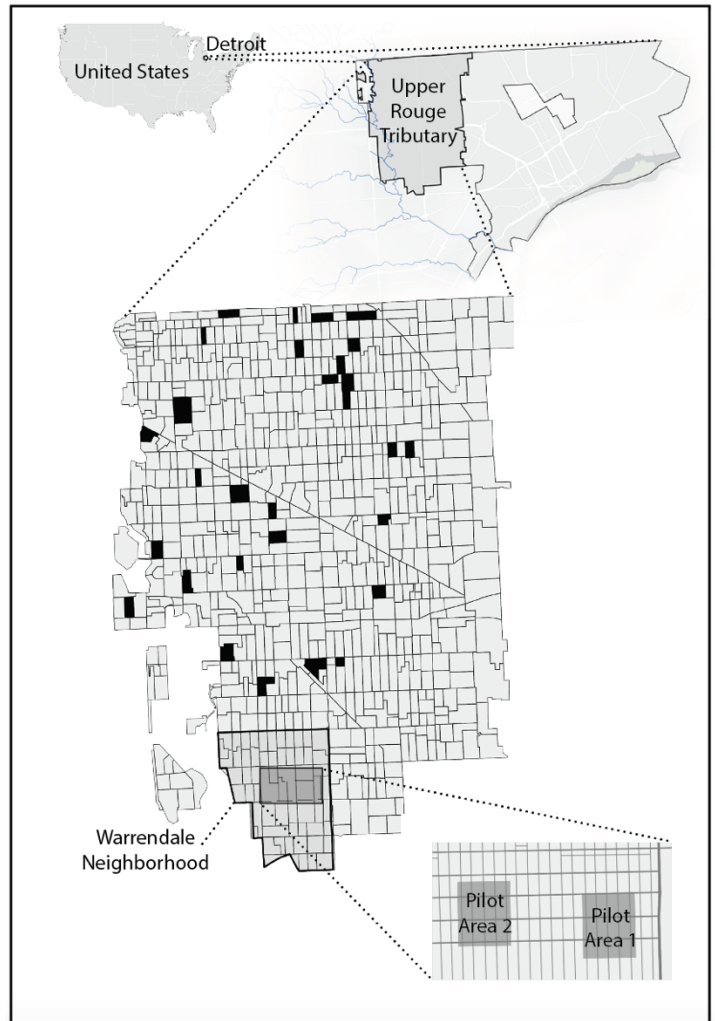 Detroit
United States
Upper
Rouge
Tributary
Warrendale
Neighborhood
Pilot
Area 2
Pilot
Area 1